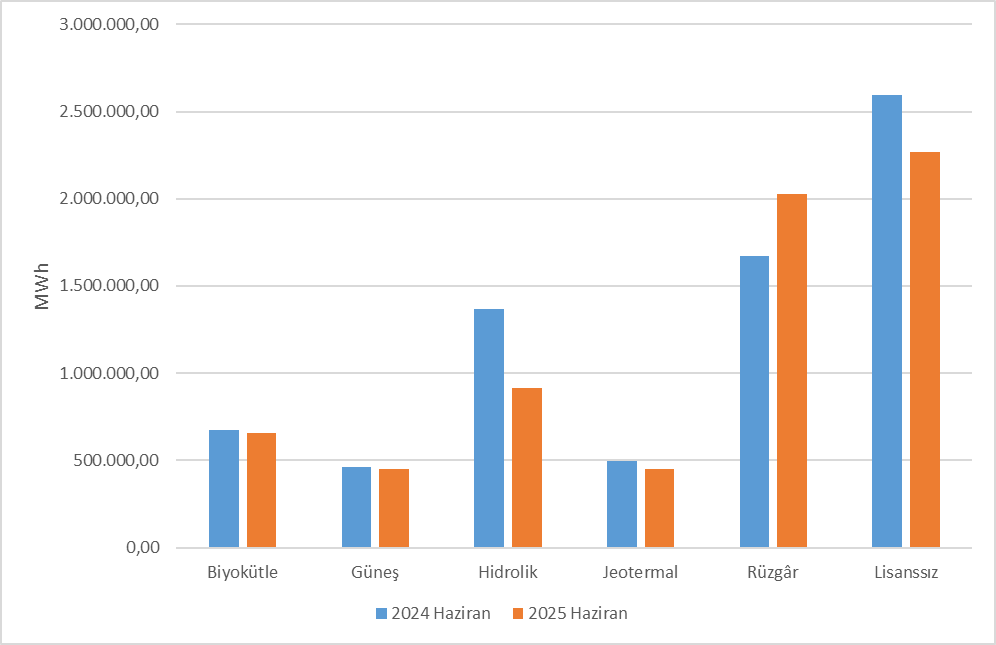 3.000.000,00
2.500.000,00
2.000.000,00
1.500.000,00
1.000.000,00
500.000,00
0,00
MWh
Biyokütle Güneş Hidrolik Jeotermal Rüzgâr Lisanssız
2024 Haziran 2025 Haziran